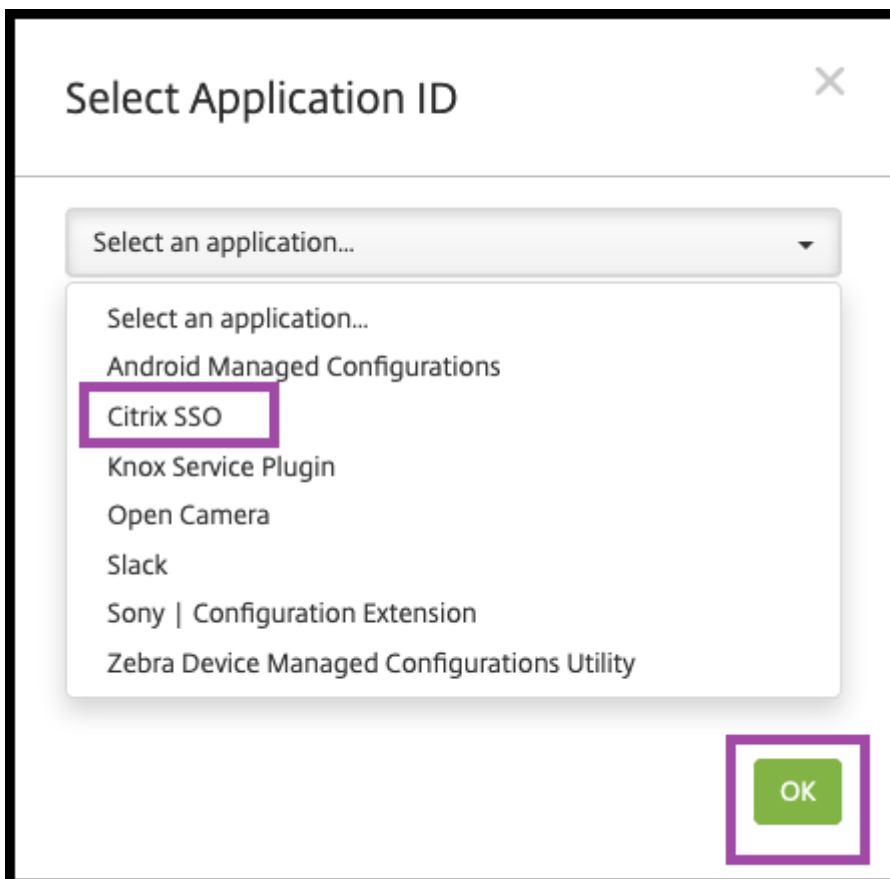 Select Application ID
Select an application...
Select an application...
Android Managed Configurations
Citrix SSO
Knox Service Plugin
Open Camera
Slack
Sony | Configuration Extension
Zebra Device Managed Configurations Utility
OK